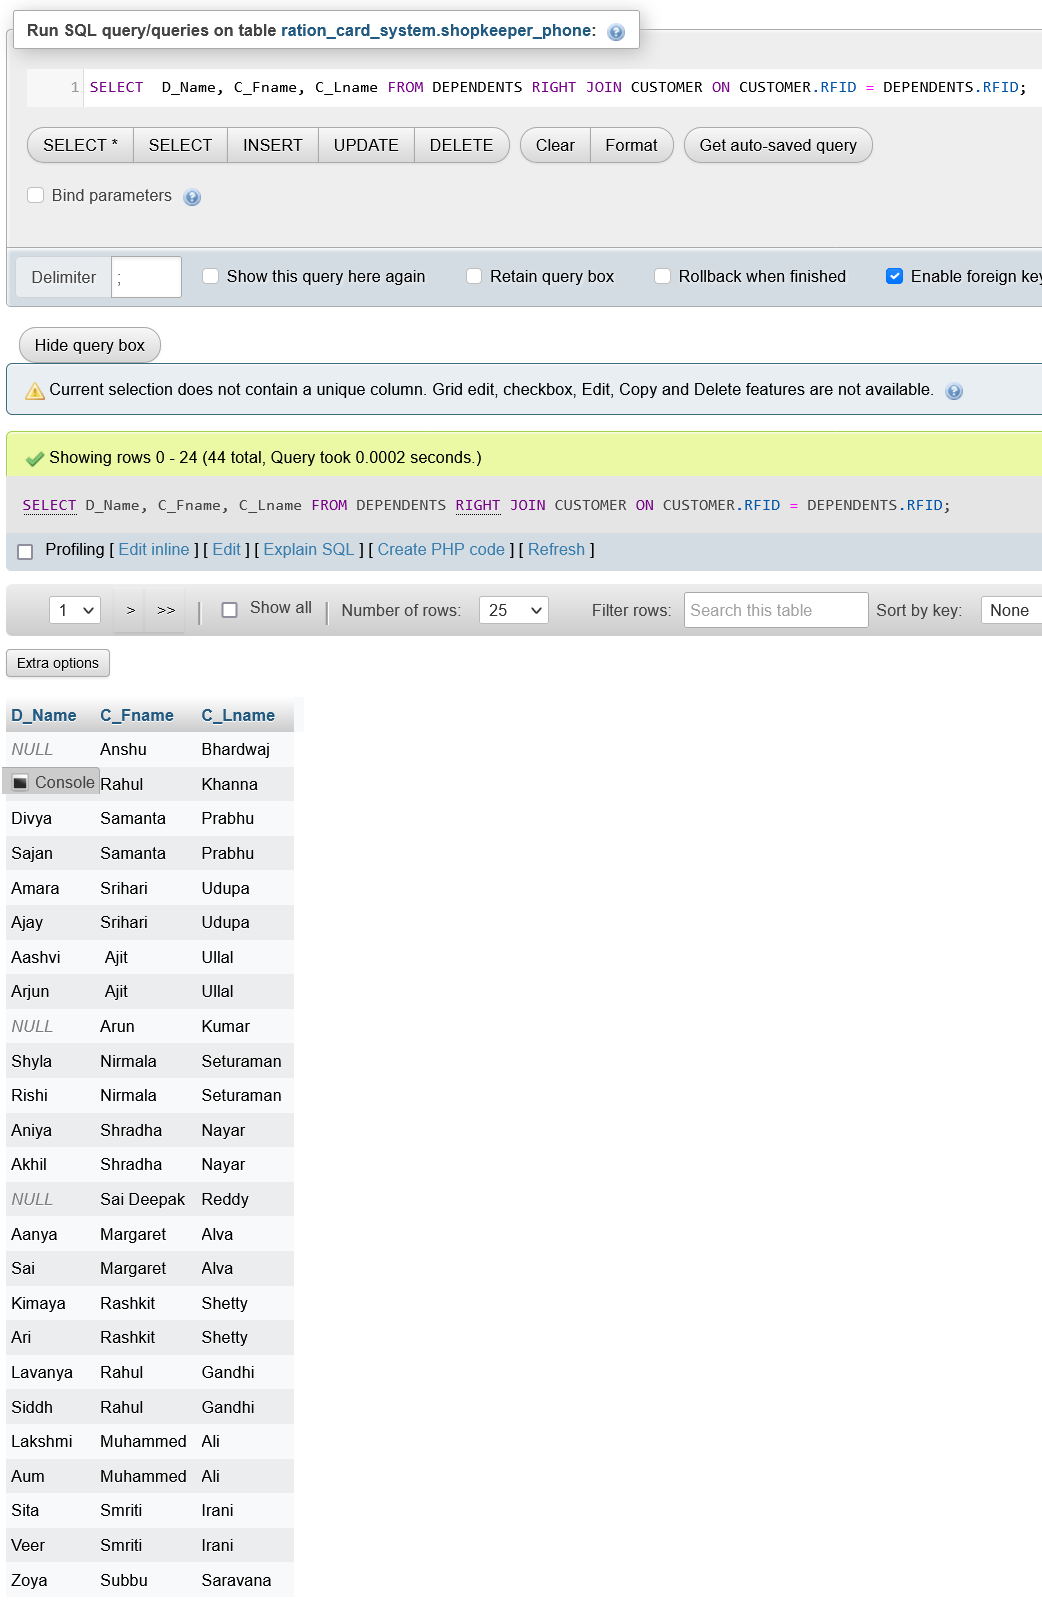 Run SQL query/queries on table ration_card_system.shopkeeper_phone:
1 SELECT  D_Name, C_Fname, C_Lname FROM DEPENDENTS RIGHT JOIN CUSTOMER ON CUSTOMER.RFID = DEPENDENTS.RFID;
SELECT * SELECT INSERT UPDATE DELETE Clear Format Get auto-saved query
Bind parameters
Delimiter ; Show this query here again Retain query box Rollback when finished Enable foreign key
Hide query box
Current selection does not contain a unique column. Grid edit, checkbox, Edit, Copy and Delete features are not available.
Showing rows 0 - 24 (44 total, Query took 0.0002 seconds.)
SELECT D_Name, C_Fname, C_Lname FROM DEPENDENTS RIGHT JOIN CUSTOMER ON CUSTOMER.RFID = DEPENDENTS.RFID;
Profiling [ Edit inline ] [ Edit ] [ Explain SQL ] [ Create PHP code ] [ Refresh ]
1 > >> | Show all | Number of rows: 25 Filter rows: Search this table Sort by key: None
Extra options
D_Name C_Fname C_Lname
NULL Anshu Bhardwaj
Console Rahul Khanna
Divya Samanta Prabhu
Sajan Samanta Prabhu
Amara Srihari Udupa
Ajay Srihari Udupa
Aashvi Ajit Ullal
Arjun Ajit Ullal
NULL Arun Kumar
Shyla Nirmala Seturaman
Rishi Nirmala Seturaman
Aniya Shradha Nayar
Akhil Shradha Nayar
NULL Sai Deepak Reddy
Aanya Margaret Alva
Sai Margaret Alva
Kimaya Rashkit Shetty
Ari Rashkit Shetty
Lavanya Rahul Gandhi
Siddh Rahul Gandhi
Lakshmi Muhammed Ali
Aum Muhammed Ali
Sita Smriti Irani
Veer Smriti Irani
Zoya Subbu Saravana